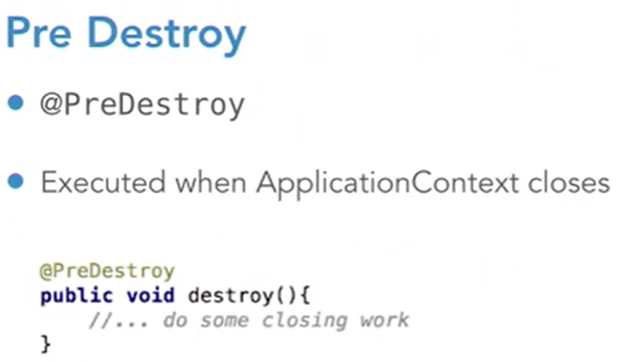 Pre Destroy
@PreDestroy
Executed when ApplicationContext closes
@PreDestroy
public void destroy(){
//... do some closing work
}